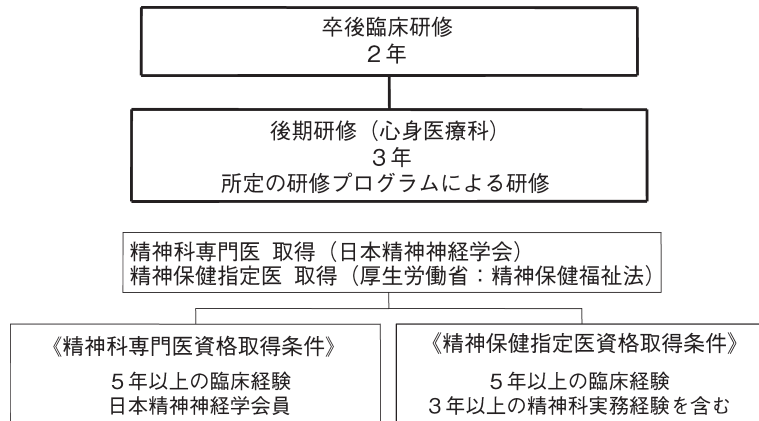 卒後臨床研修
２年
後期研修（心身医療科）
３年
所定の研修プログラムによる研修
精神科専門医 取得（日本精神神経学会）
精神保健指定医 取得（厚生労働省：精神保健福祉法）
《精神科専門医資格取得条件》
５年以上の臨床経験
日本精神神経学会員
《精神保健指定医資格取得条件》
５年以上の臨床経験
３年以上の精神科実務経験を含む